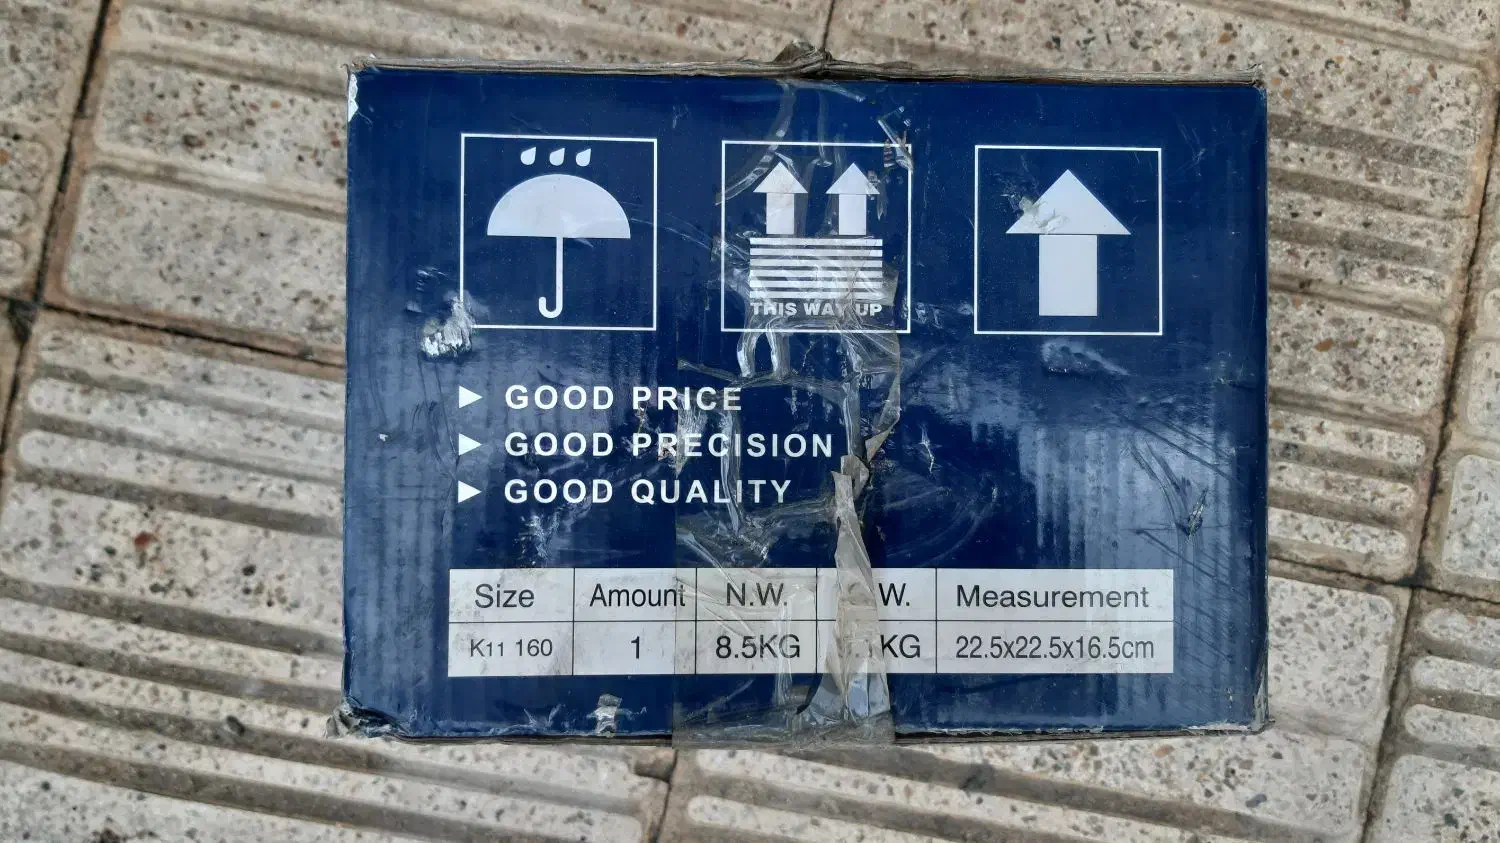 THIS WAY UP
GOOD PRICE
GOOD PRECISION
GOOD QUALITY
Size Amount N.W. W. Measurement
K11 160 1 8.5KG KG 22.5x22.5x16.5cm